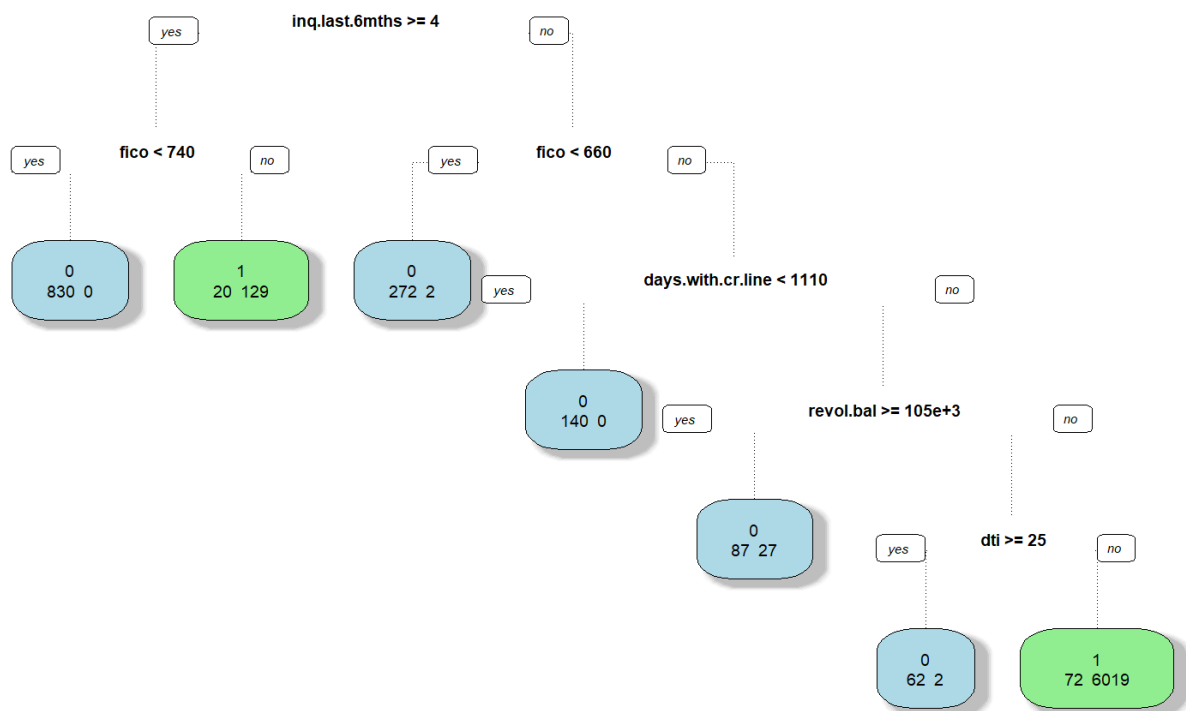 inq.last.6mths >= 4
yes
no
fico < 740
fico < 660
yes
no
yes
no
0
830 0
1
20 129
0
272 2
days.with.cr.line < 1110
yes
no
0
140 0
revol.bal >= 105e+3
yes
no
0
87 27
dti >= 25
yes
no
0
62 2
1
72 6019